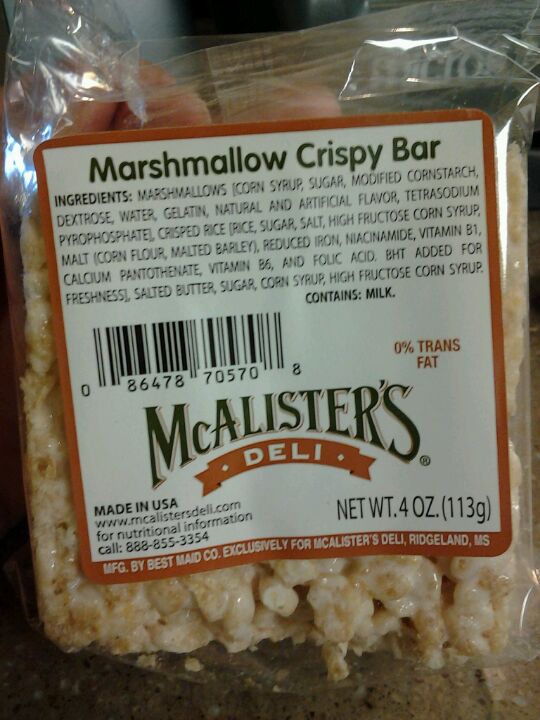 Marshmallow Crispy Bar
INGREDIENTS: MARSHMALLOWS [CORN SYRUP, SUGAR, MODIFIED CORNSTARCH,
DEXTROSE, WATER, GELATIN, NATURAL AND ARTIFICIAL FLAVOR, TETRASODIUM
PYROPHOSPHATE], CRISPED RICE [RICE, SUGAR, SALT, HIGH FRUCTOSE CORN SYRUP,
MALT (CORN FLOUR, MALTED BARLEY), REDUCED IRON, NIACINAMIDE, VITAMIN B1,
CALCIUM PANTOTHENATE, VITAMIN B6, AND FOLIC ACID. BHT ADDED FOR
FRESHNESS], SALTED BUTTER, SUGAR, CORN SYRUP, HIGH FRUCTOSE CORN SYRUP.
CONTAINS: MILK.
0 86478 70570 8
0% TRANS
FAT
McALISTER'S®
DELI
MADE IN USA
www.mcalistersdeli.com
for nutritional information
call: 888-855-3354
NET WT. 4 OZ. (113g)
MFG. BY BEST MAID CO. EXCLUSIVELY FOR MCALISTER'S DELI, RIDGELAND, MS